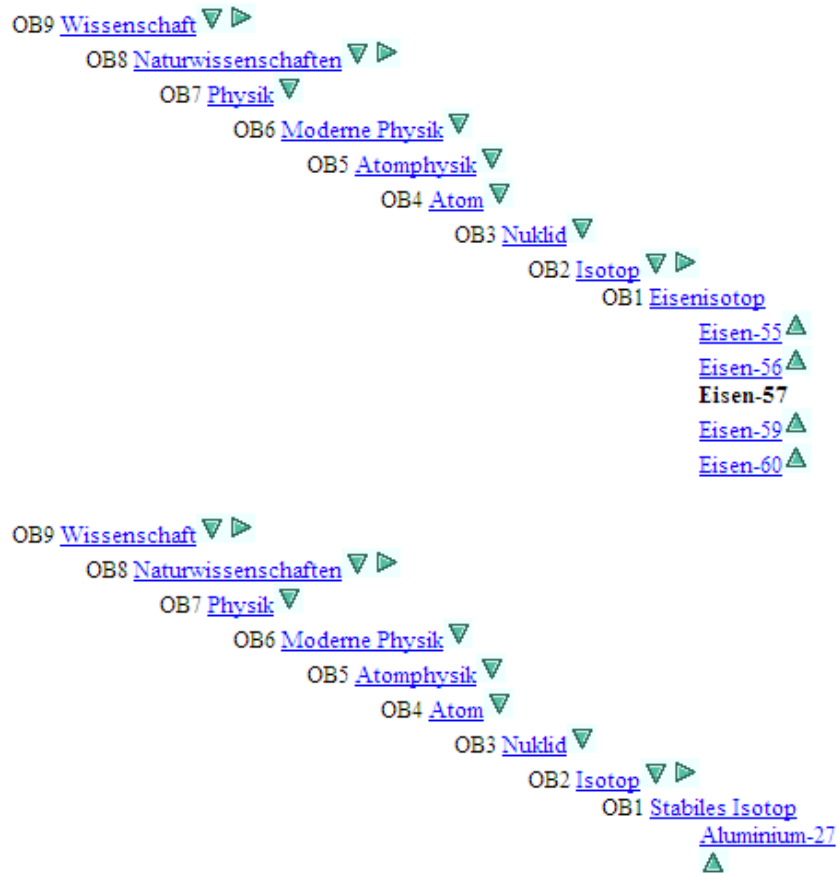 OB9 Wissenschaft
OB8 Naturwissenschaften
OB7 Physik
OB6 Moderne Physik
OB5 Atomphysik
OB4 Atom
OB3 Nuklid
OB2 Isotop
OB1 Eisenisotop
Eisen-55
Eisen-56
Eisen-57
Eisen-59
Eisen-60
OB9 Wissenschaft
OB8 Naturwissenschaften
OB7 Physik
OB6 Moderne Physik
OB5 Atomphysik
OB4 Atom
OB3 Nuklid
OB2 Isotop
OB1 Stabiles Isotop
Aluminium-27